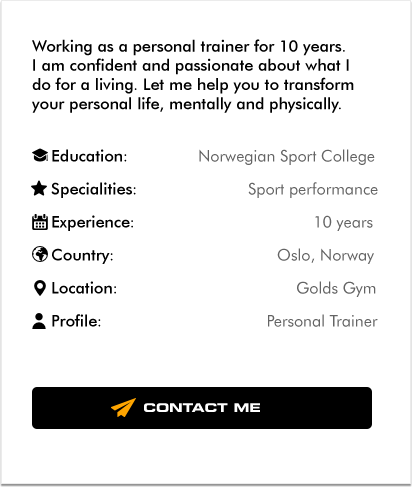 Working as a personal trainer for 10 years.
I am confident and passionate about what I
do for a living. Let me help you to transform
your personal life, mentally and physically.
Education: Norwegian Sport College
Specialities: Sport performance
Experience: 10 years
Country: Oslo, Norway
Location: Golds Gym
Profile: Personal Trainer
CONTACT ME